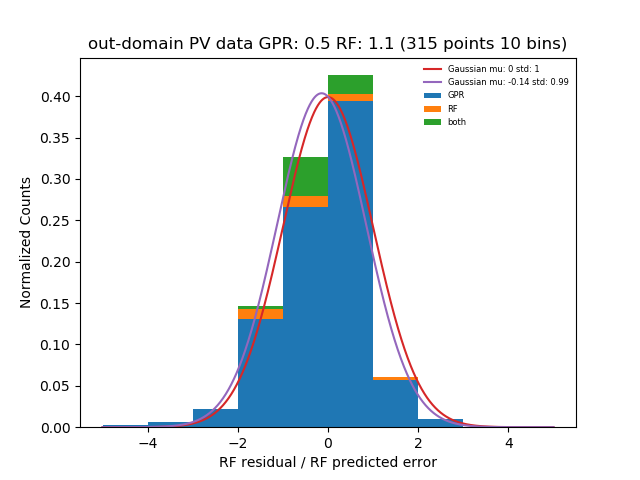 out-domain PV data GPR: 0.5 RF: 1.1 (315 points 10 bins)
Gaussian mu: 0 std: 1
Gaussian mu: -0.14 std: 0.99
GPR
RF
both
Normalized Counts
0.40
0.35
0.30
0.25
0.20
0.15
0.10
0.05
0.00
−4 −2 0 2 4
RF residual / RF predicted error